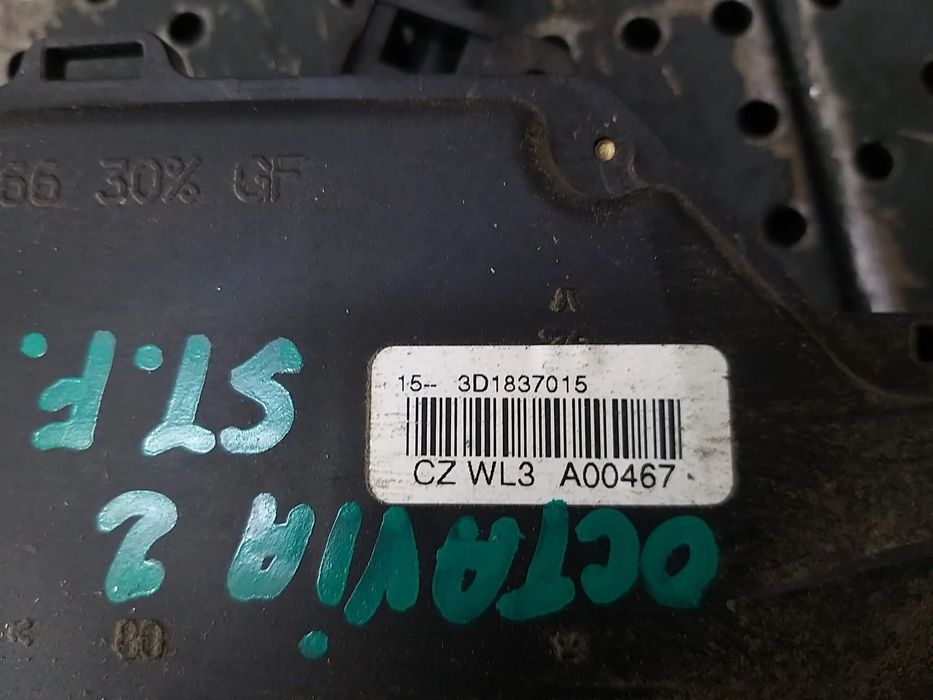 66 30% GF
15-- 3D1837015
CZ WL3 A00467
OCTAVIA 2
ST.F.